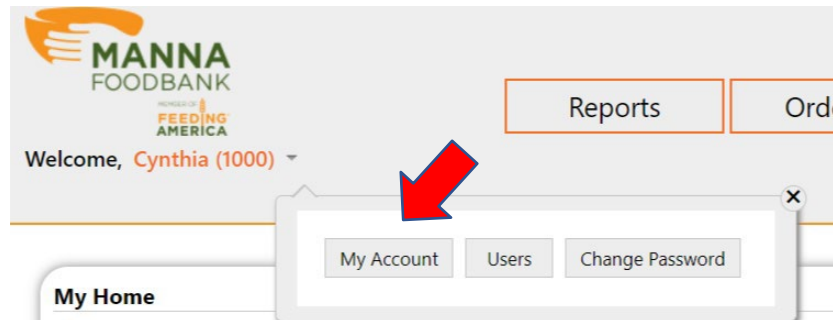 MANNA
FOODBANK
MEMBER OF
FEEDING
AMERICA
Reports
Orde
Welcome, Cynthia (1000)
X
My Account
Users
Change Password
My Home